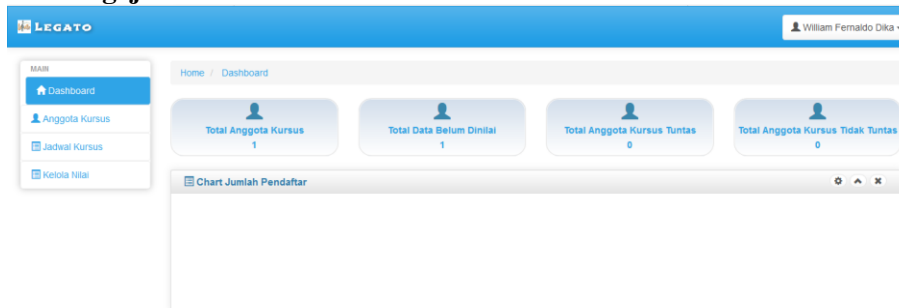 LEGATO
William Fernaldo Dika
MAIN
Home / Dashboard
Dashboard
Anggota Kursus
Jadwal Kursus
Kelola Nilai
Total Anggota Kursus
1
Total Data Belum Dinilai
1
Total Anggota Kursus Tuntas
0
Total Anggota Kursus Tidak Tuntas
0
Chart Jumlah Pendaftar